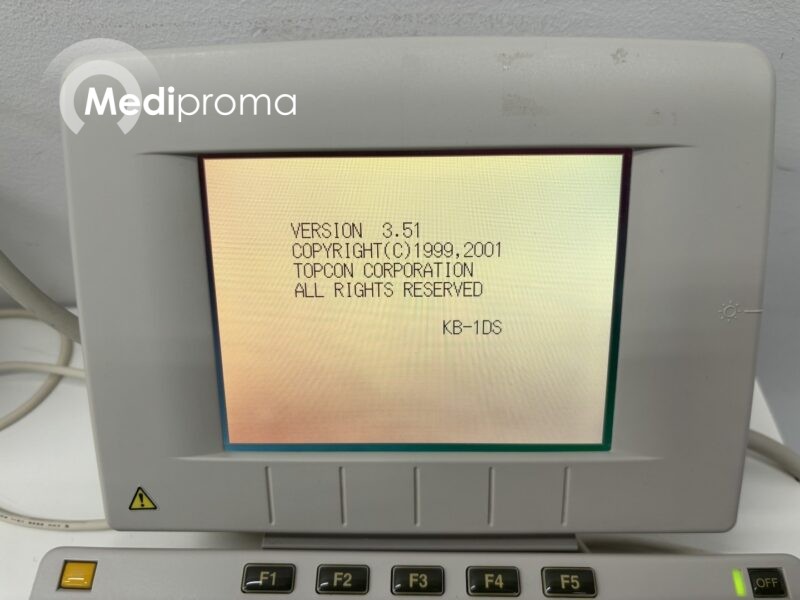 Mediproma
VERSION 3.51
COPYRIGHT(C)1999,2001
TOPCON CORPORATION
ALL RIGHTS RESERVED
KB-1DS
F1 F2 F3 F4 F5 OFF